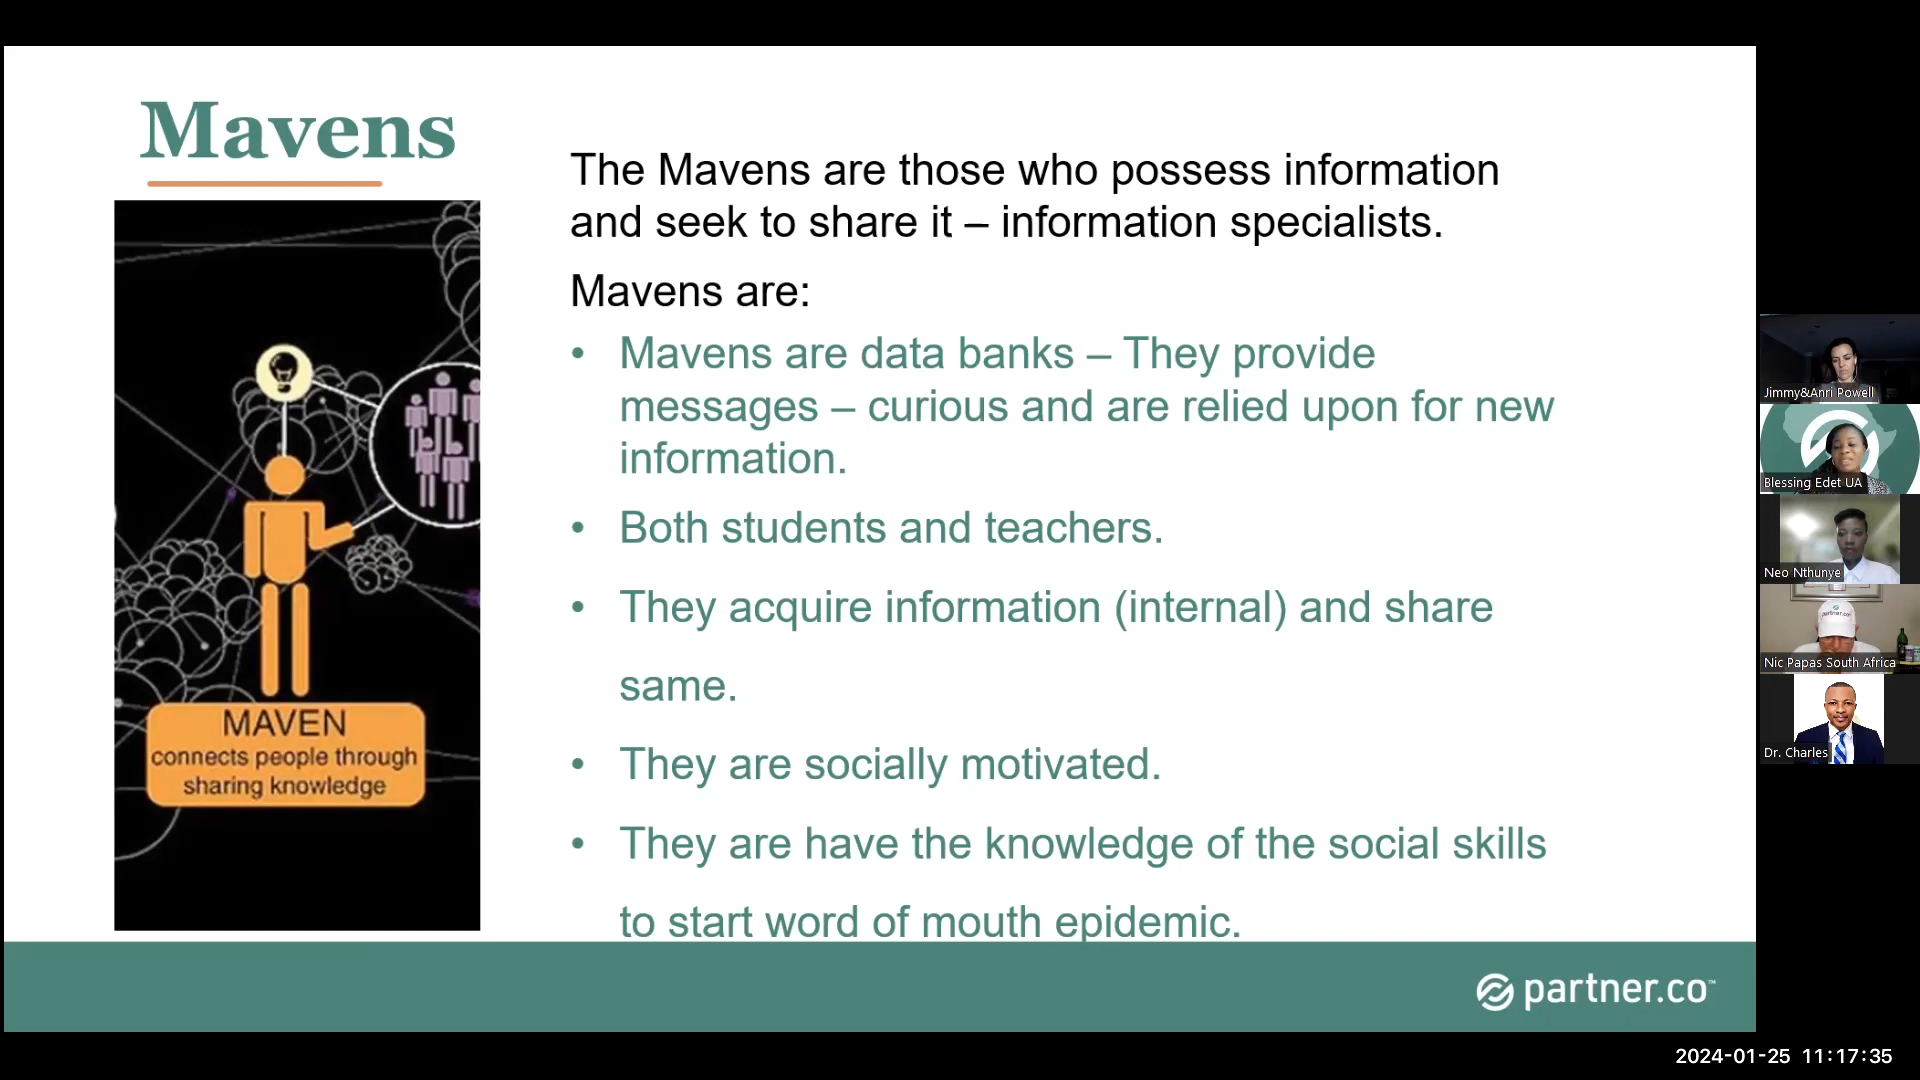 Mavens
The Mavens are those who possess information
and seek to share it – information specialists.
Mavens are:
• Mavens are data banks – They provide
messages – curious and are relied upon for new
information.
• Both students and teachers.
• They acquire information (internal) and share
same.
• They are socially motivated.
• They are have the knowledge of the social skills
to start word of mouth epidemic.
MAVEN
connects people through
sharing knowledge
partner.co™
Jimmy&Anri Powell
Blessing Edet UA
Neo Nthunye
partner.co
Nic Papas South Africa
Dr. Charles
2024-01-25 11:17:35